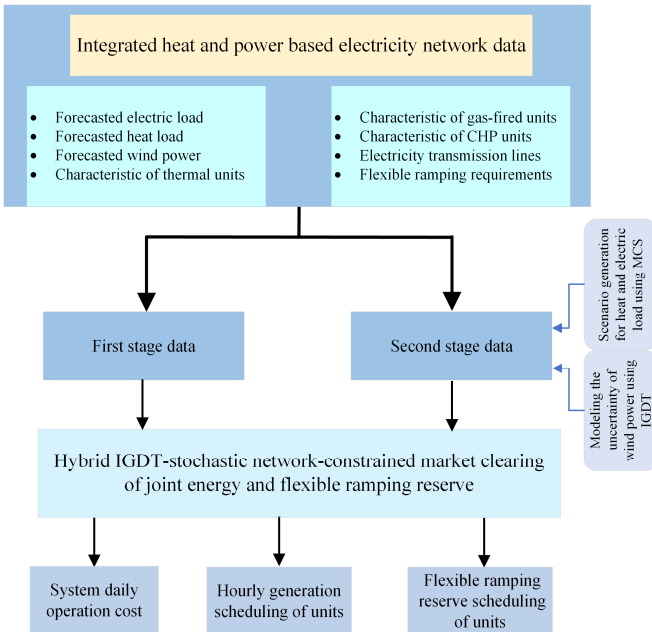 Integrated heat and power based electricity network data
• Forecasted electric load
• Forecasted heat load
• Forecasted wind power
• Characteristic of thermal units
• Characteristic of gas-fired units
• Characteristic of CHP units
• Electricity transmission lines
• Flexible ramping requirements
Scenario generation
for heat and electric
load using MCS
First stage data
Second stage data
Modeling the
uncertainty of
wind power using
IGDT
Hybrid IGDT-stochastic network-constrained market clearing
of joint energy and flexible ramping reserve
System daily
operation cost
Hourly generation
scheduling of units
Flexible ramping
reserve scheduling
of units